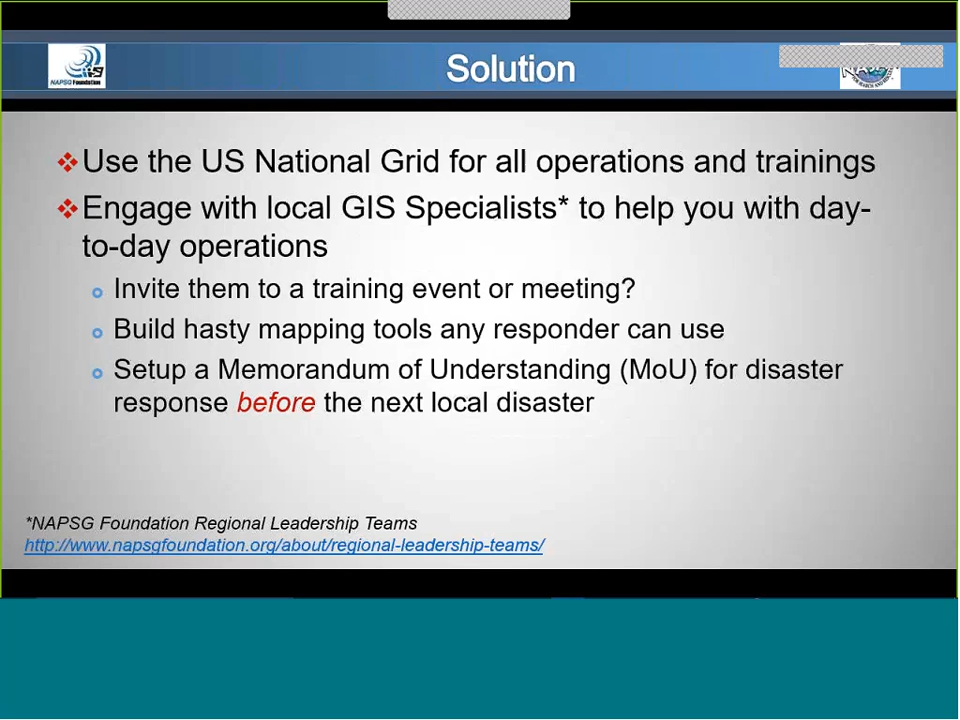 NAPSG Foundation
Solution
Use the US National Grid for all operations and trainings
Engage with local GIS Specialists* to help you with day-
to-day operations
Invite them to a training event or meeting?
Build hasty mapping tools any responder can use
Setup a Memorandum of Understanding (MoU) for disaster
response before the next local disaster
*NAPSG Foundation Regional Leadership Teams
http://www.napsgfoundation.org/about/regional-leadership-teams/